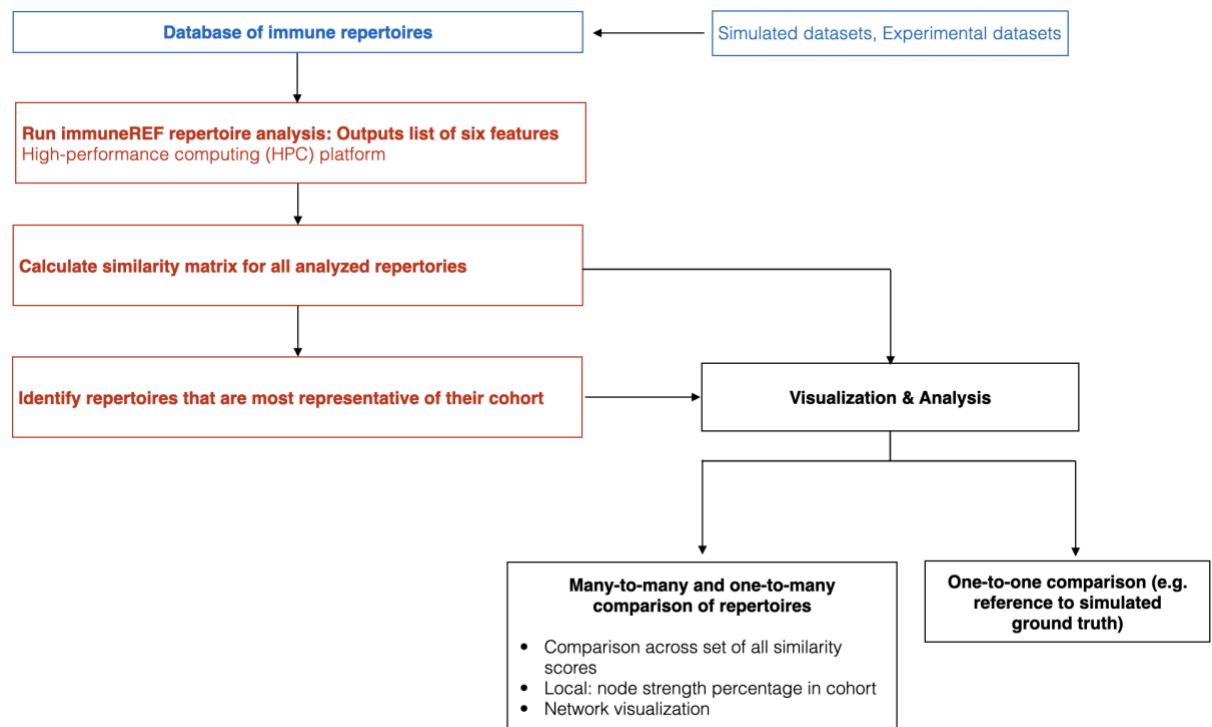 Database of immune repertoires
Simulated datasets, Experimental datasets
Run immuneREF repertoire analysis: Outputs list of six features
High-performance computing (HPC) platform
Calculate similarity matrix for all analyzed repertories
Identify repertoires that are most representative of their cohort
Visualization & Analysis
Many-to-many and one-to-many
comparison of repertoires
• Comparison across set of all similarity
scores
• Local: node strength percentage in cohort
• Network visualization
One-to-one comparison (e.g.
reference to simulated
ground truth)